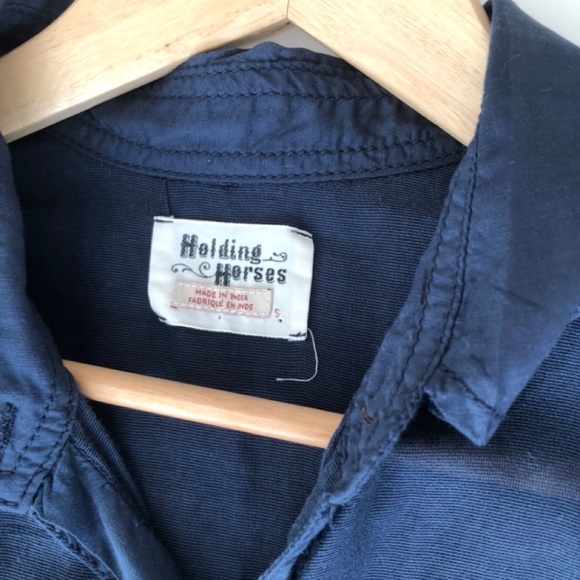 Holding
Horses
MADE IN INDIA
FABRIQUÉ EN INDE
S